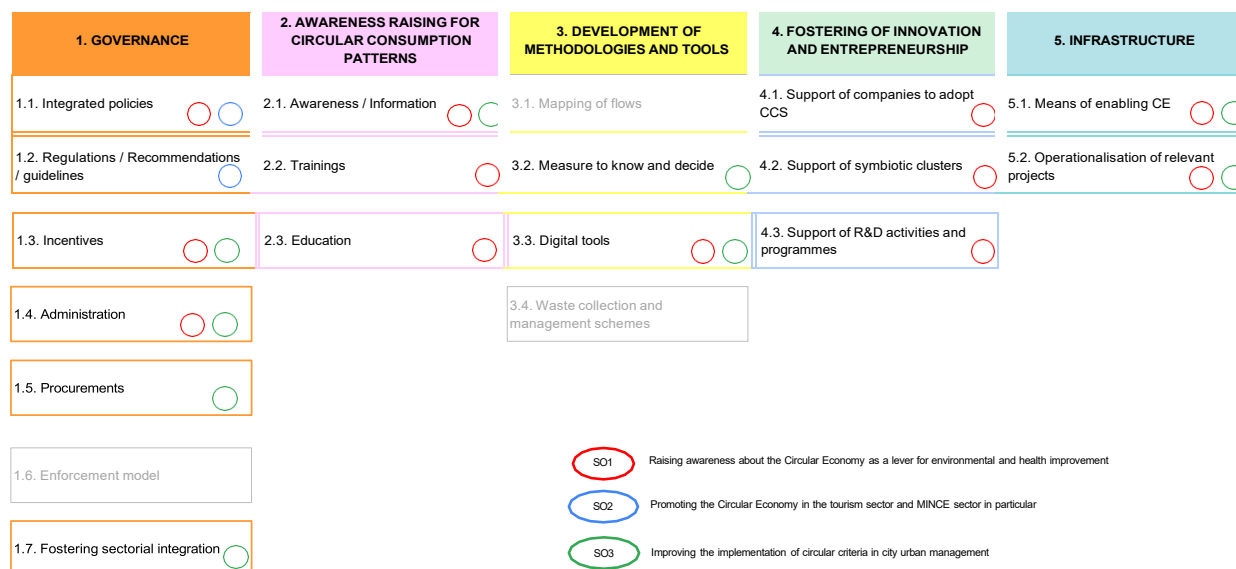 1. GOVERNANCE
2. AWARENESS RAISING FOR
CIRCULAR CONSUMPTION
PATTERNS
3. DEVELOPMENT OF
METHODOLOGIES AND TOOLS
4. FOSTERING OF INNOVATION
AND ENTREPRENEURSHIP
5. INFRASTRUCTURE
1.1. Integrated policies
2.1. Awareness / Information
3.1. Mapping of flows
4.1. Support of companies to adopt
CCS
5.1. Means of enabling CE
1.2. Regulations / Recommendations
/ guidelines
2.2. Trainings
3.2. Measure to know and decide
4.2. Support of symbiotic clusters
5.2. Operationalisation of relevant
projects
1.3. Incentives
2.3. Education
3.3. Digital tools
4.3. Support of R&D activities and
programmes
1.4. Administration
3.4. Waste collection and
management schemes
1.5. Procurements
1.6. Enforcement model
1.7. Fostering sectorial integration
SO1 Raising awareness about the Circular Economy as a lever for environmental and health improvement
SO2 Promoting the Circular Economy in the tourism sector and MINCE sector in particular
SO3 Improving the implementation of circular criteria in city urban management